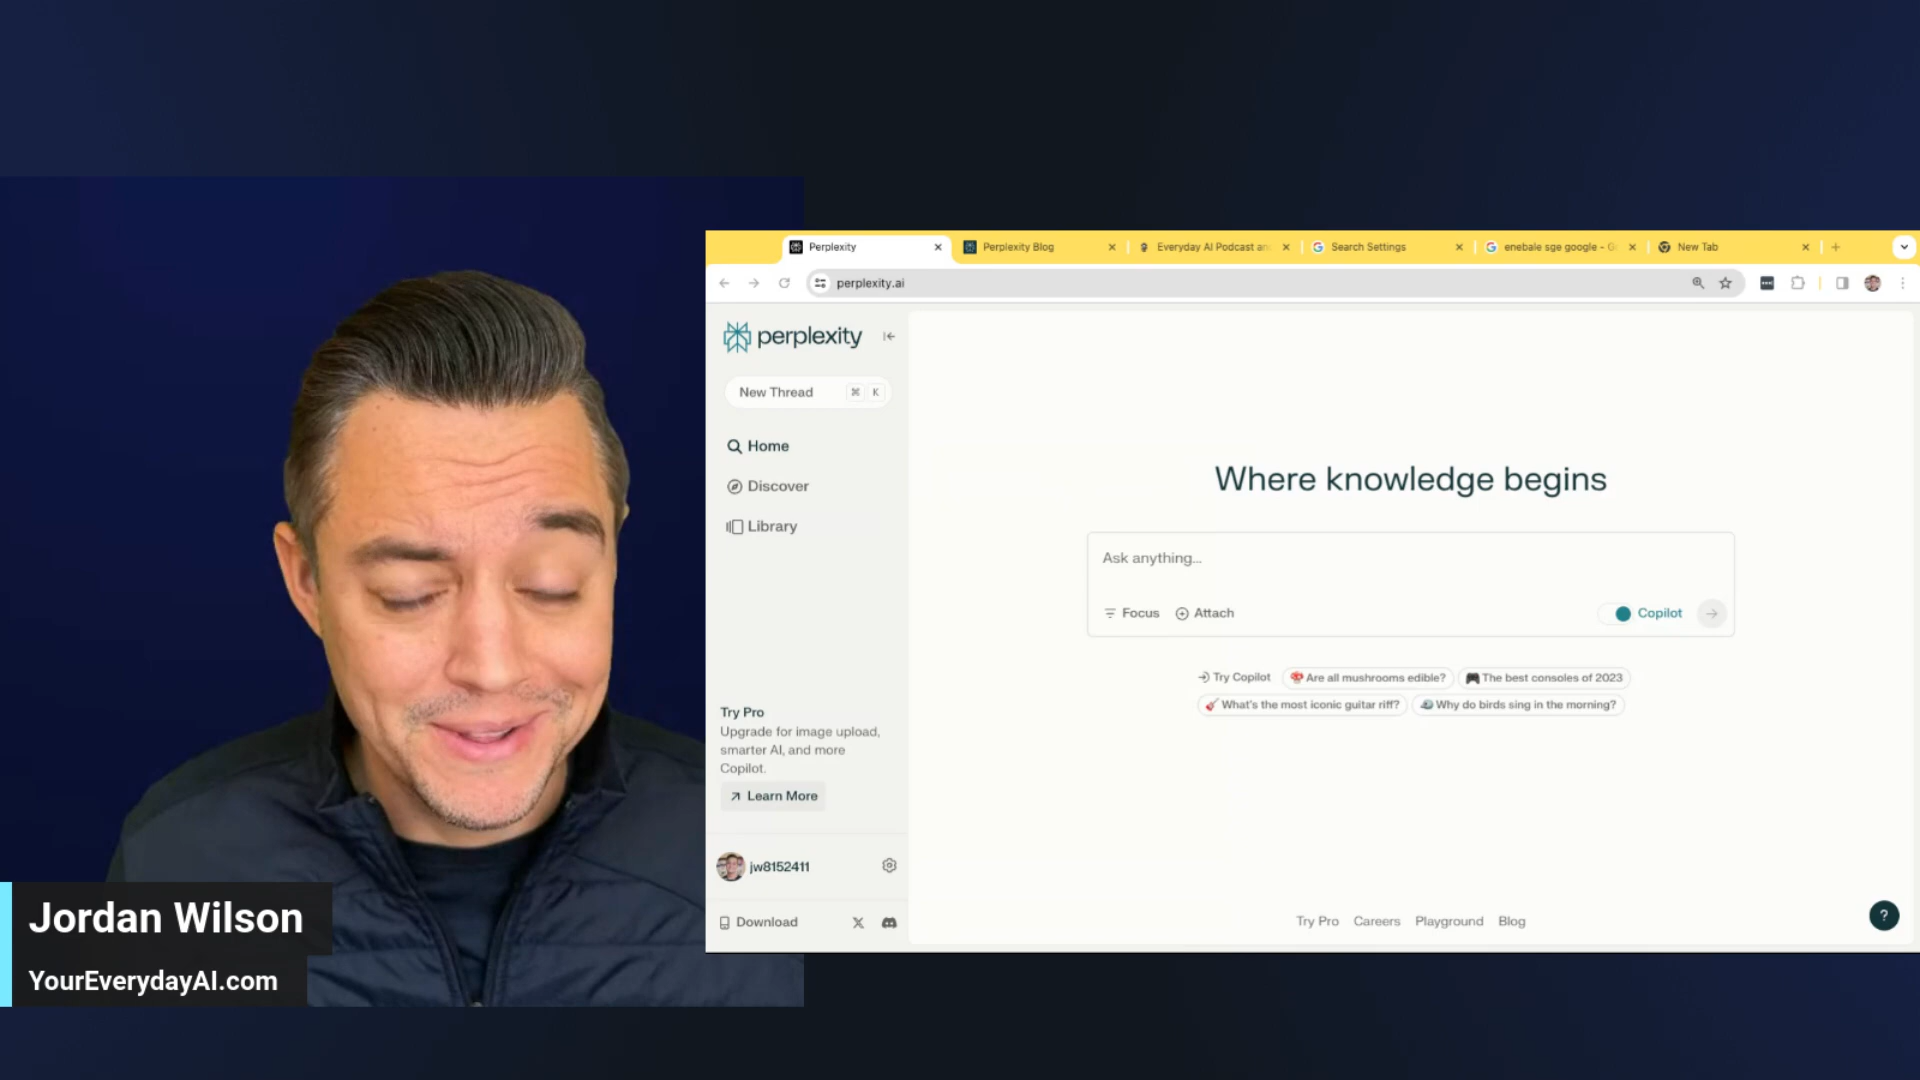 Perplexity
Perplexity Blog
Everyday AI Podcast an
Search Settings
enebale sge google - G
New Tab
perplexity.ai
perplexity
New Thread
⌘ K
Home
Discover
Library
Where knowledge begins
Ask anything...
Focus
Attach
Copilot
Try Copilot
Are all mushrooms edible?
The best consoles of 2023
What's the most iconic guitar riff?
Why do birds sing in the morning?
Try Pro
Upgrade for image upload,
smarter AI, and more
Copilot.
Learn More
jw8152411
Download
Try Pro
Careers
Playground
Blog
?
Jordan Wilson
YourEverydayAI.com